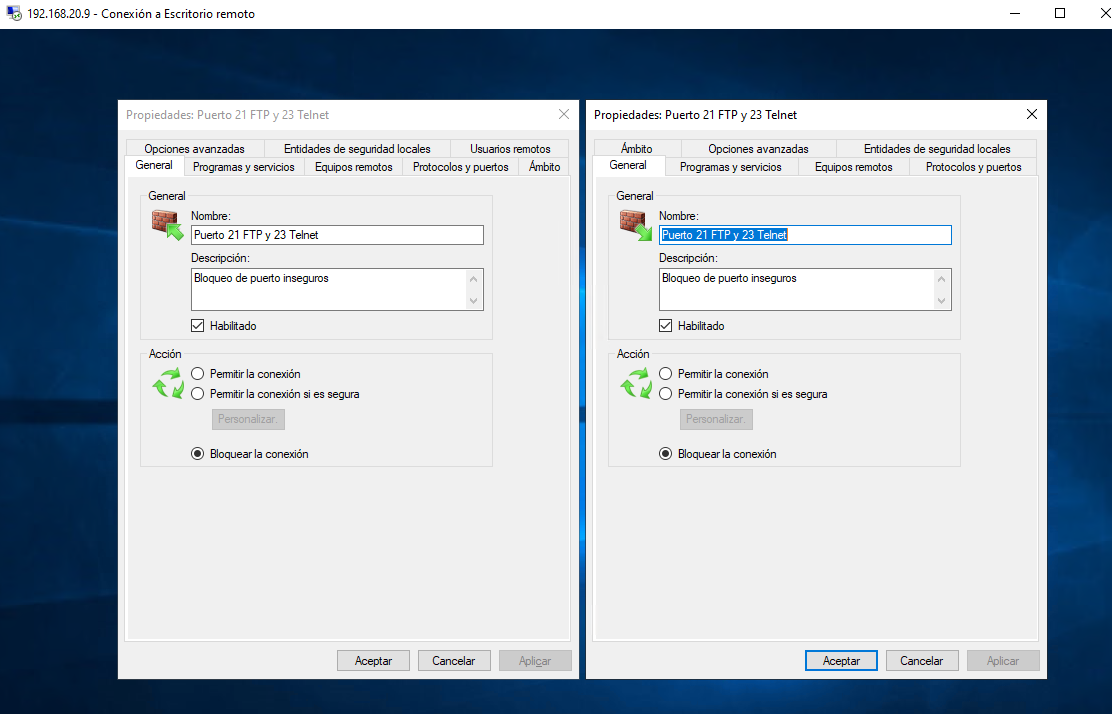 192.168.20.9 - Conexión a Escritorio remoto
Propiedades: Puerto 21 FTP y 23 Telnet
Opciones avanzadas Entidades de seguridad locales Usuarios remotos
General Programas y servicios Equipos remotos Protocolos y puertos Ámbito
General
Nombre:
Puerto 21 FTP y 23 Telnet
Descripción:
Bloqueo de puerto inseguros
Habilitado
Acción
Permitir la conexión
Permitir la conexión si es segura
Personalizar.
Bloquear la conexión
Aceptar Cancelar Aplicar
Propiedades: Puerto 21 FTP y 23 Telnet
Ámbito Opciones avanzadas Entidades de seguridad locales
General Programas y servicios Equipos remotos Protocolos y puertos
General
Nombre:
Puerto 21 FTP y 23 Telnet
Descripción:
Bloqueo de puerto inseguros
Habilitado
Acción
Permitir la conexión
Permitir la conexión si es segura
Personalizar.
Bloquear la conexión
Aceptar Cancelar Aplicar